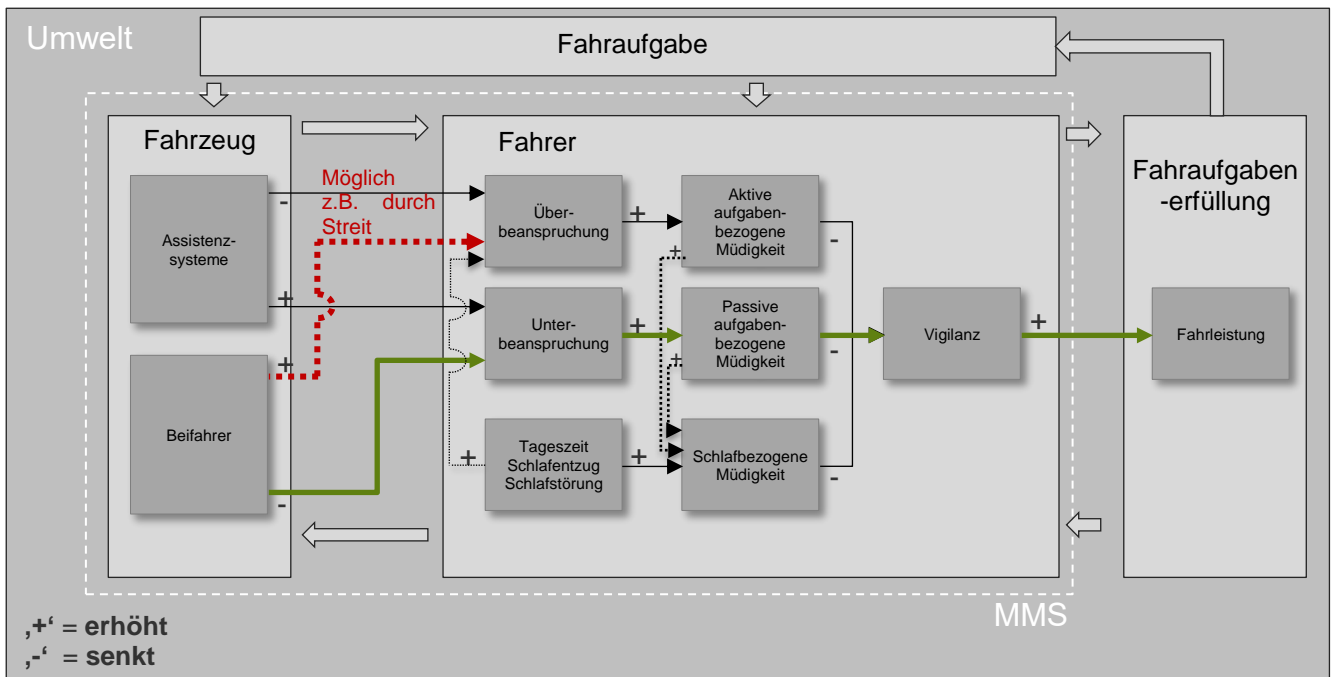 Umwelt
Fahraufgabe
Fahrzeug
Fahrer
Fahraufgaben
-erfüllung
Möglich
z.B. durch
Streit
Assistenz-
systeme
-
+
Beifahrer
+
-
Über-
beanspruchung
+
Unter-
beanspruchung
+
Tageszeit
Schlafentzug
Schlafstörung
+
+
Aktive
aufgaben-
bezogene
Müdigkeit
+
-
Passive
aufgaben-
bezogene
Müdigkeit
+
-
Schlafbezogene
Müdigkeit
-
Vigilanz
+
Fahrleistung
MMS
‚+‘ = erhöht
‚-‘ = senkt